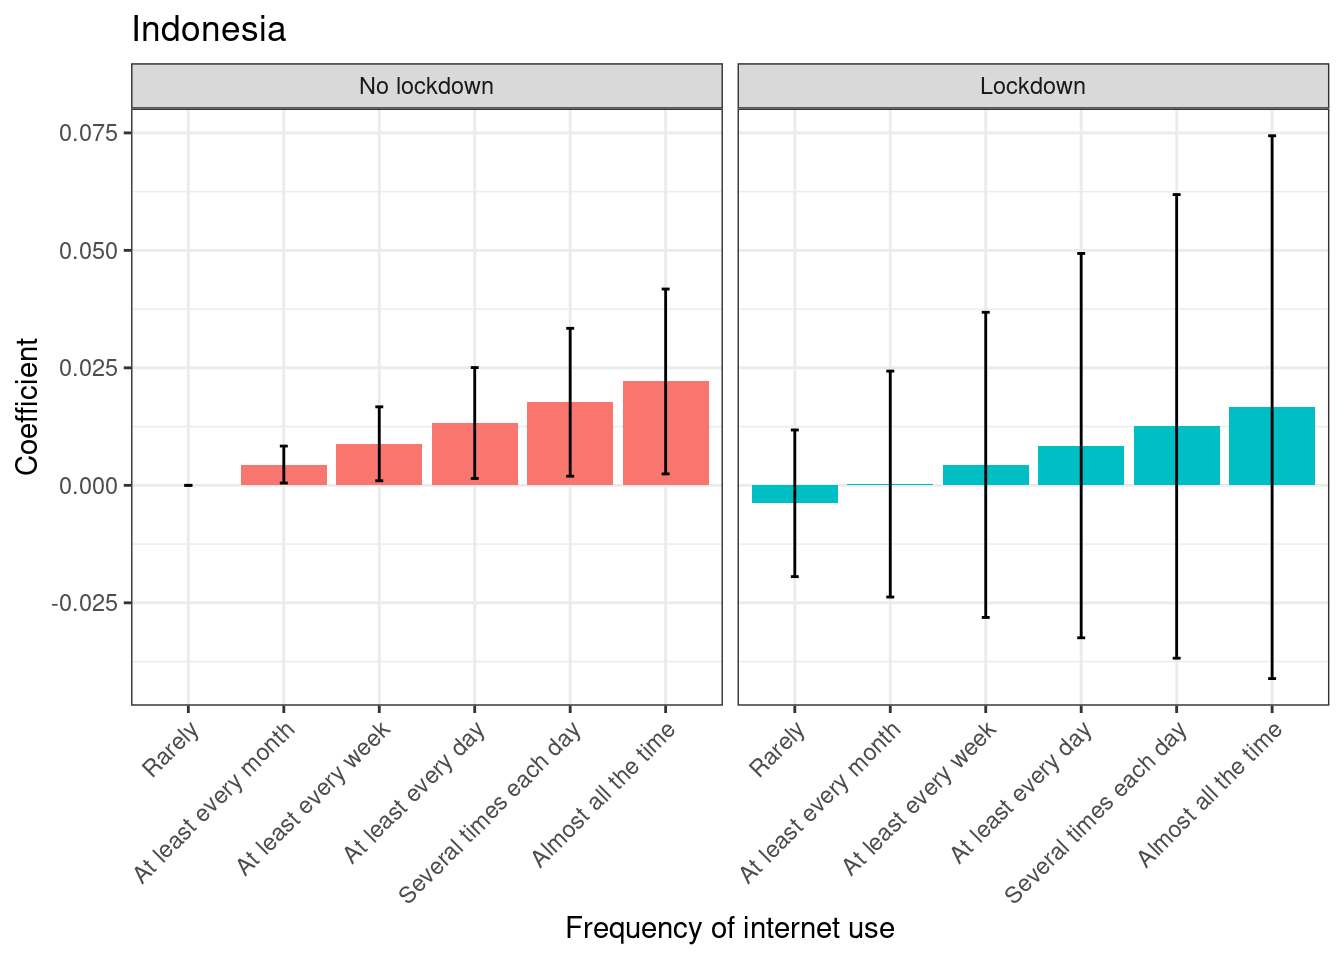 Indonesia
No lockdown
Lockdown
Coefficient
0.075
0.050
0.025
0.000
-0.025
Rarely
At least every month
At least every week
At least every day
Several times each day
Almost all the time
Rarely
At least every month
At least every week
At least every day
Several times each day
Almost all the time
Frequency of internet use